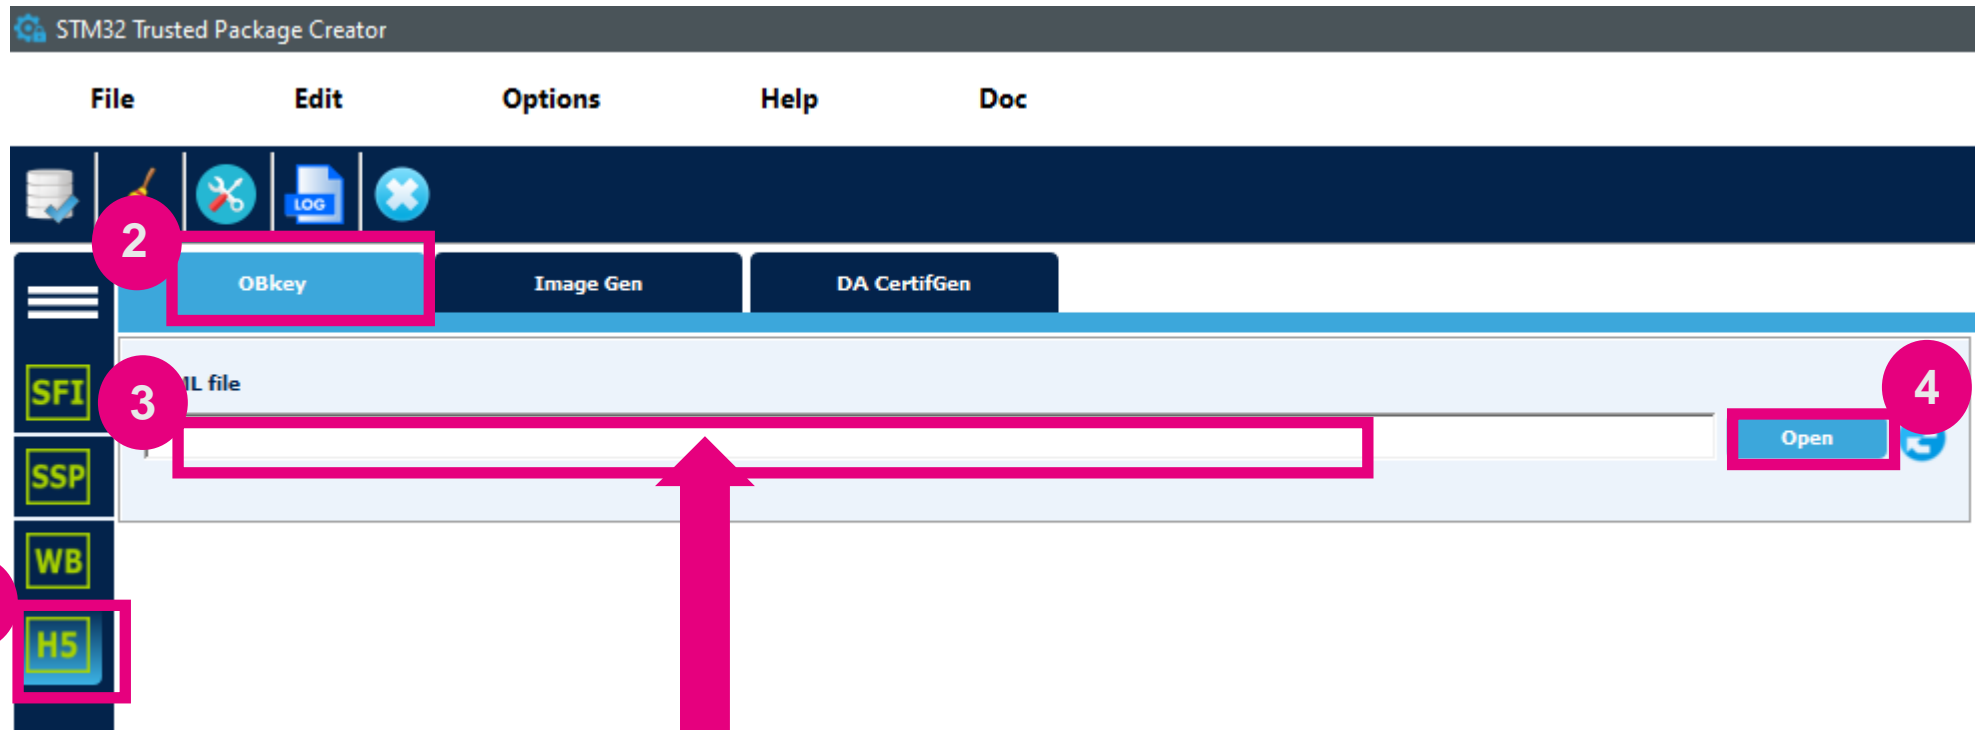 STM32 Trusted Package Creator
File Edit Options Help Doc
LOG
2
OBkey Image Gen DA CertifGen
SFI
3
file
4
Open
SSP
WB
H5